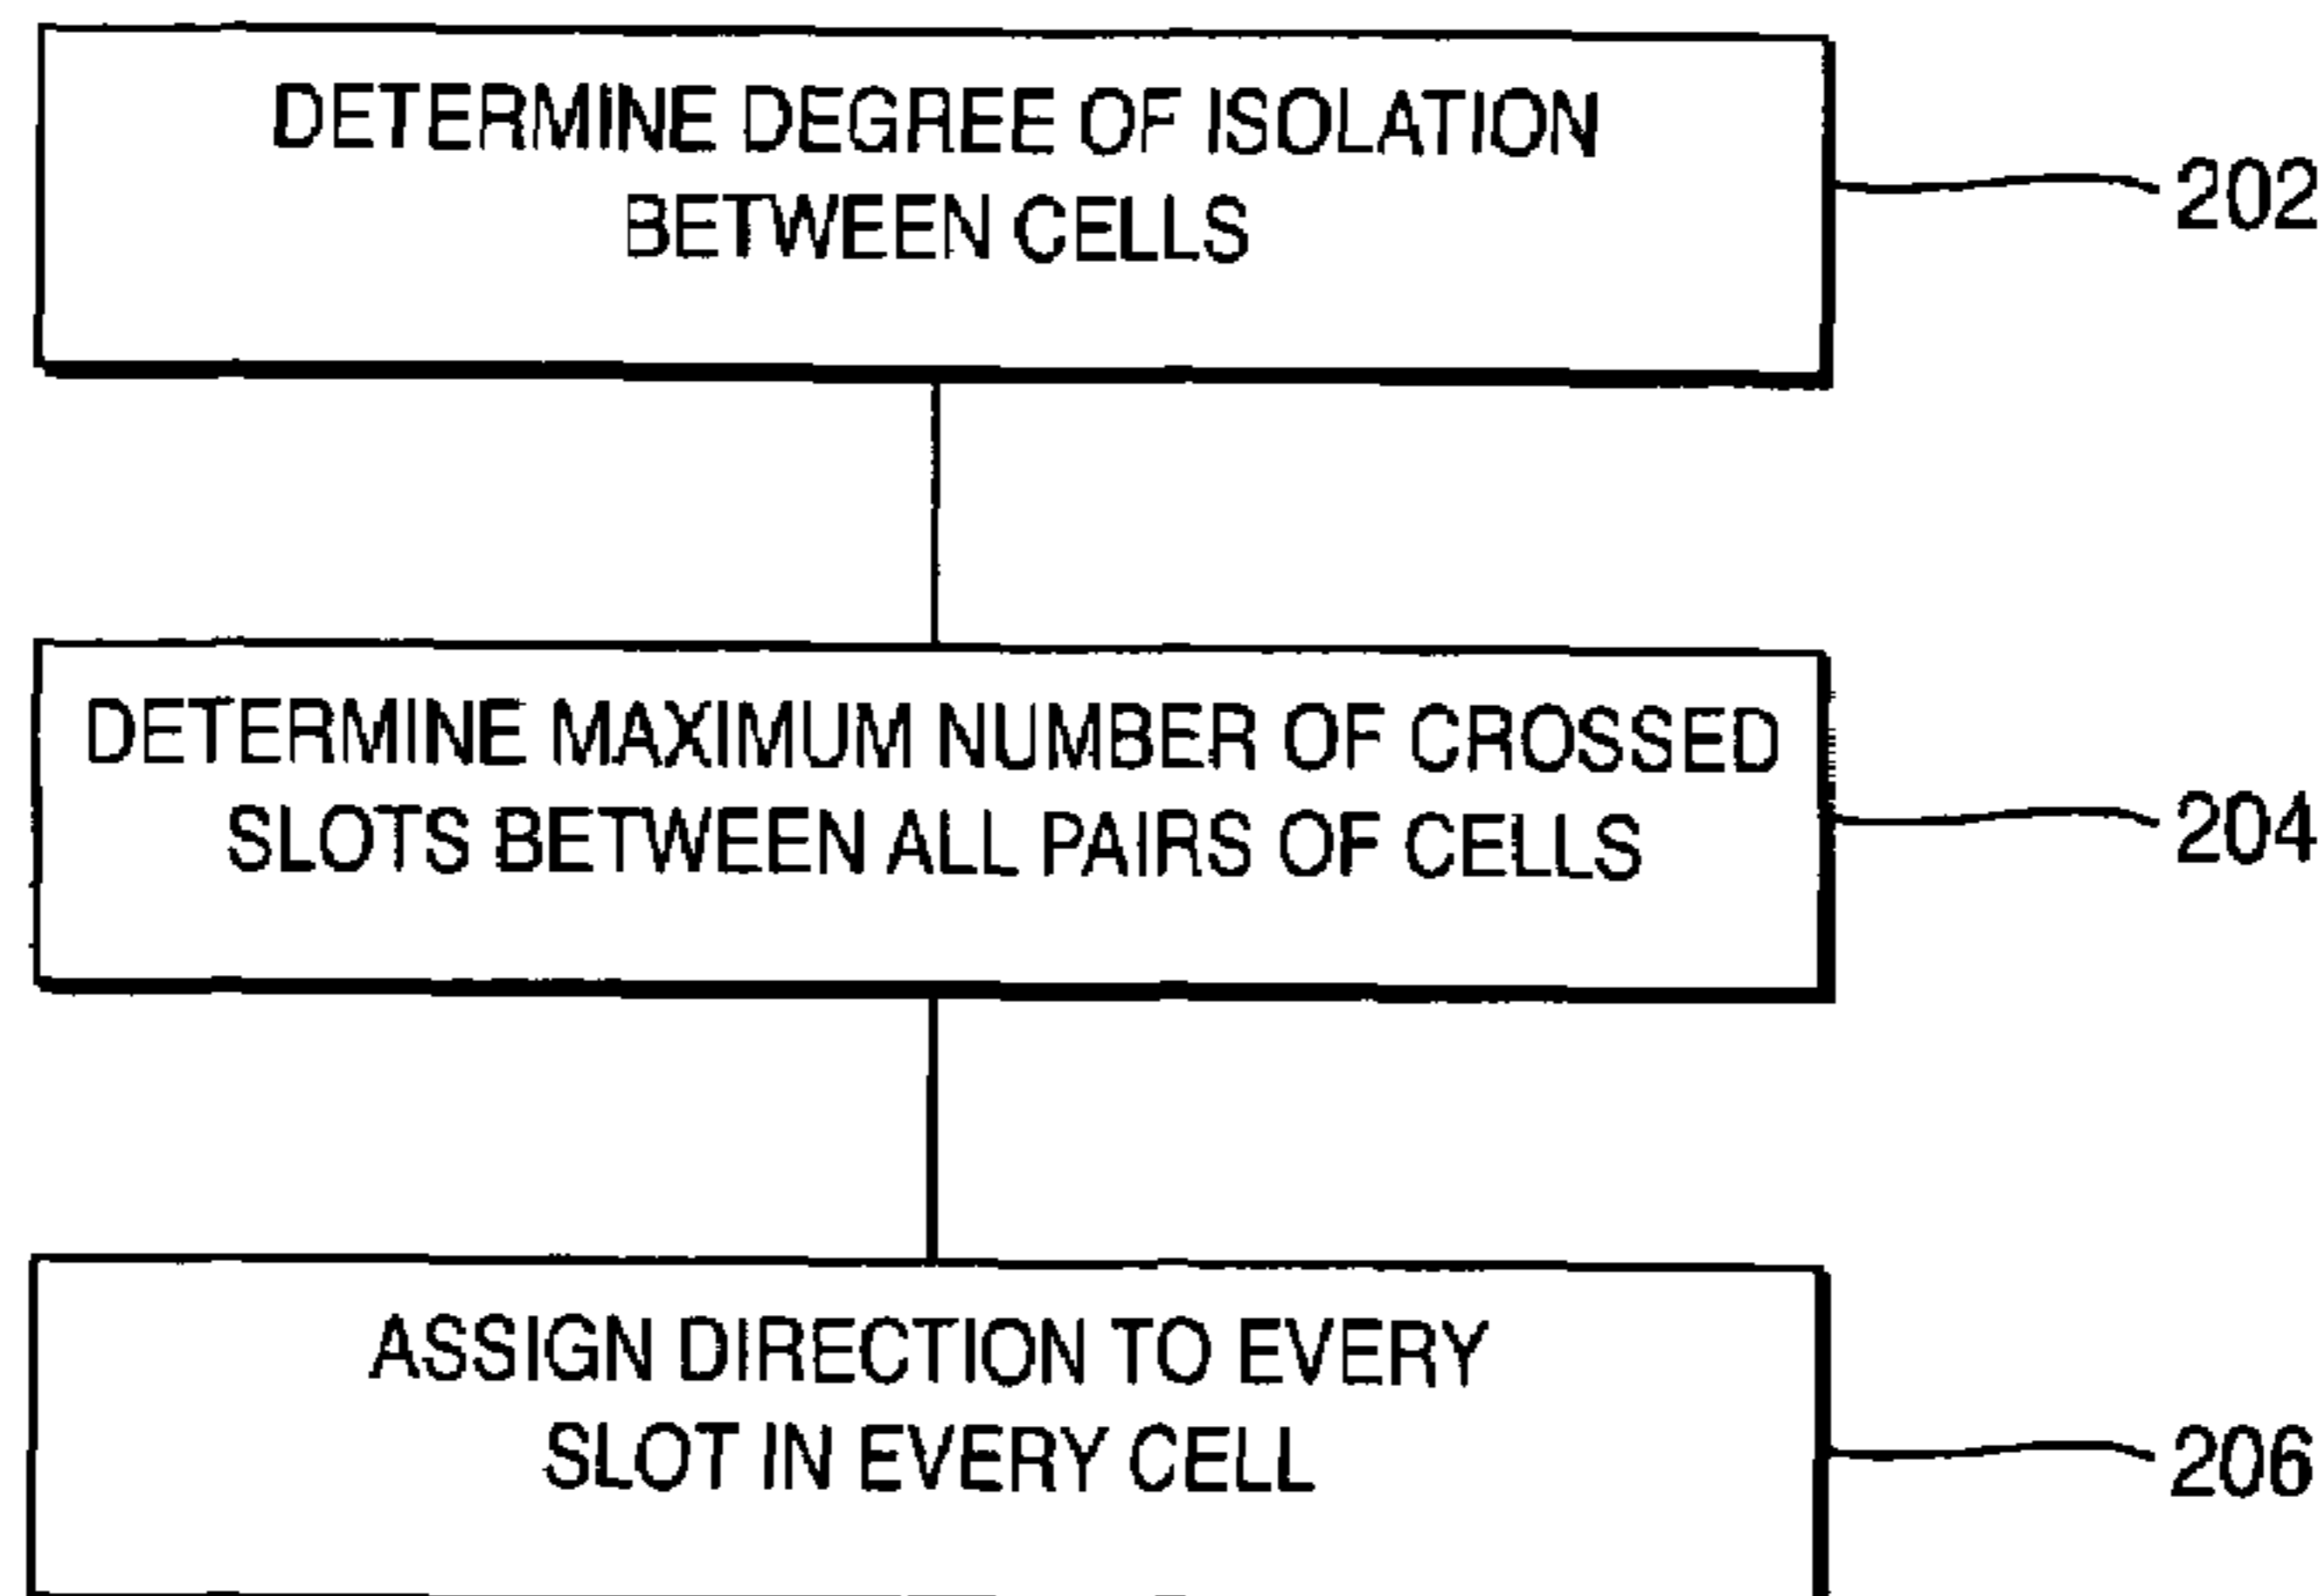 DETERMINE DEGREE OF ISOLATION
BETWEEN CELLS
202
DETERMINE MAXIMUM NUMBER OF CROSSED
SLOTS BETWEEN ALL PAIRS OF CELLS
204
ASSIGN DIRECTION TO EVERY
SLOT IN EVERY CELL
206